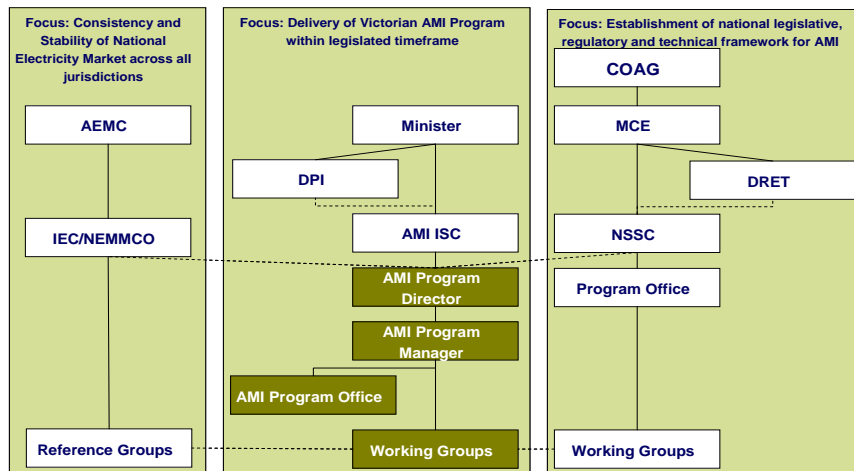 Focus: Consistency and
Stability of National
Electricity Market across all
jurisdictions
AEMC
IEC/NEMMCO
Reference Groups
Focus: Delivery of Victorian AMI Program
within legislated timeframe
Minister
DPI
AMI ISC
AMI Program
Director
AMI Program
Manager
AMI Program Office
Working Groups
Focus: Establishment of national legislative,
regulatory and technical framework for AMI
COAG
MCE
DRET
NSSC
Program Office
Working Groups